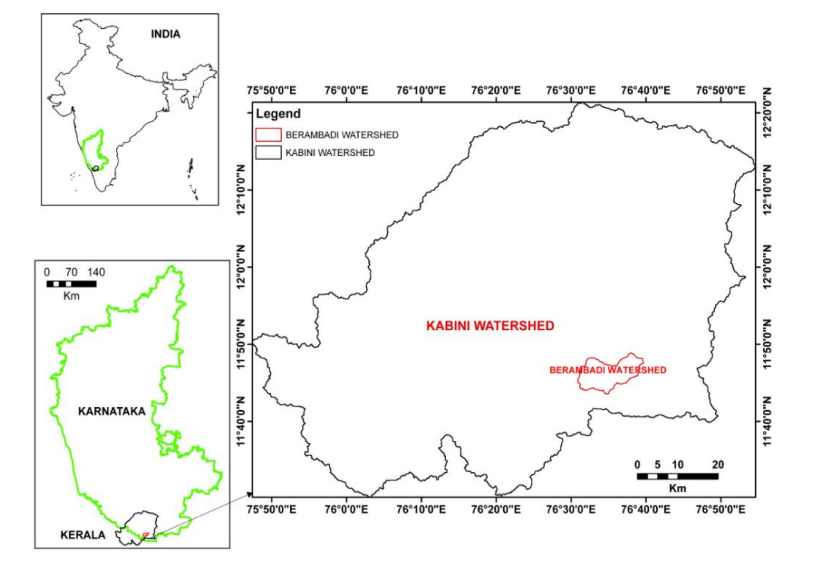 INDIA
75°50'0"E 76°0'0"E 76°10'0"E 76°20'0"E 76°30'0"E 76°40'0"E 76°50'0"E
Legend
BERAMBADI WATERSHED
KABINI WATERSHED
12°20'0"N
12°10'0"N 12°10'0"N
12°0'0"N 12°0'0"N
11°50'0"N 11°50'0"N
11°40'0"N 11°40'0"N
KABINI WATERSHED
BERAMBADI WATERSHED
0 5 10 20
Km
75°50'0"E 76°0'0"E 76°10'0"E 76°20'0"E 76°30'0"E 76°40'0"E 76°50'0"E
0 70 140
Km
KARNATAKA
KERALA